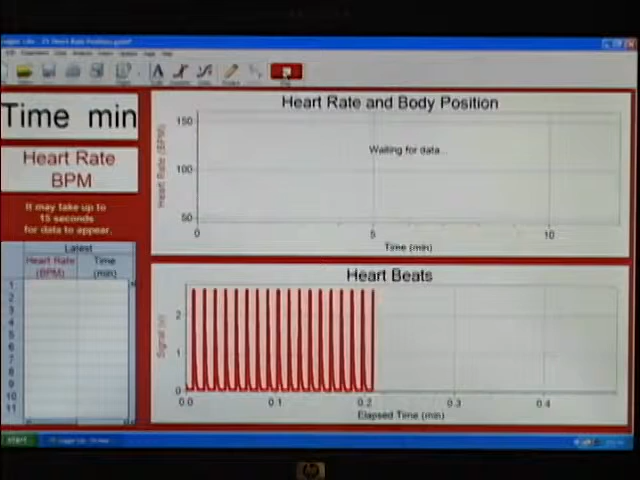 Heart Rate and Body Position
Time min
150
Heart Rate (BPM)
Waiting for data...
100
Heart Rate
BPM
50
0
5
10
Time (min)
It may take up to
15 seconds
for data to appear.
Latest
Heart Rate
(BPM)
Time
(min)
1
2
3
4
5
6
7
8
9
10
11
Heart Beats
Signal (v)
2
1
0
0.0
0.1
0.2
0.3
0.4
Elapsed Time (min)
start
hp